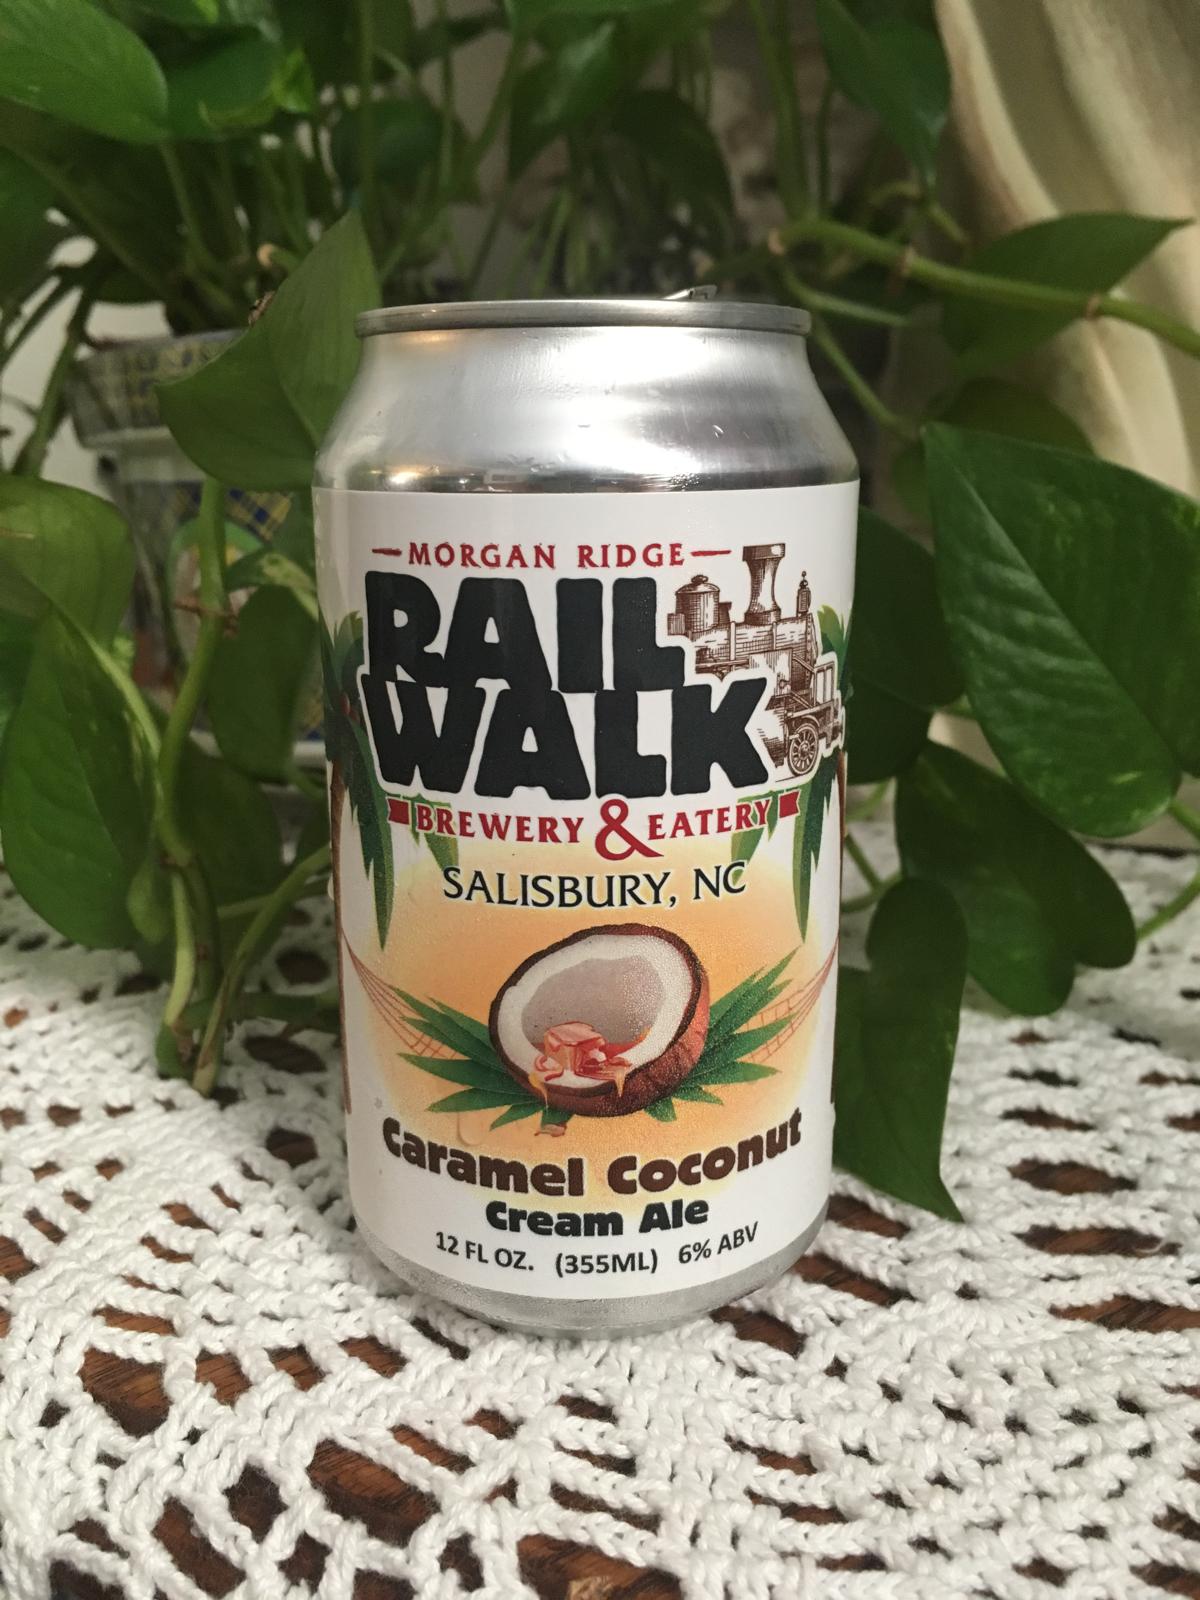 MORGAN RIDGE
RAIL
WALK
BREWERY & EATERY
SALISBURY, NC
Caramel Coconut
Cream Ale
12 FL OZ. (355ML) 6% ABV